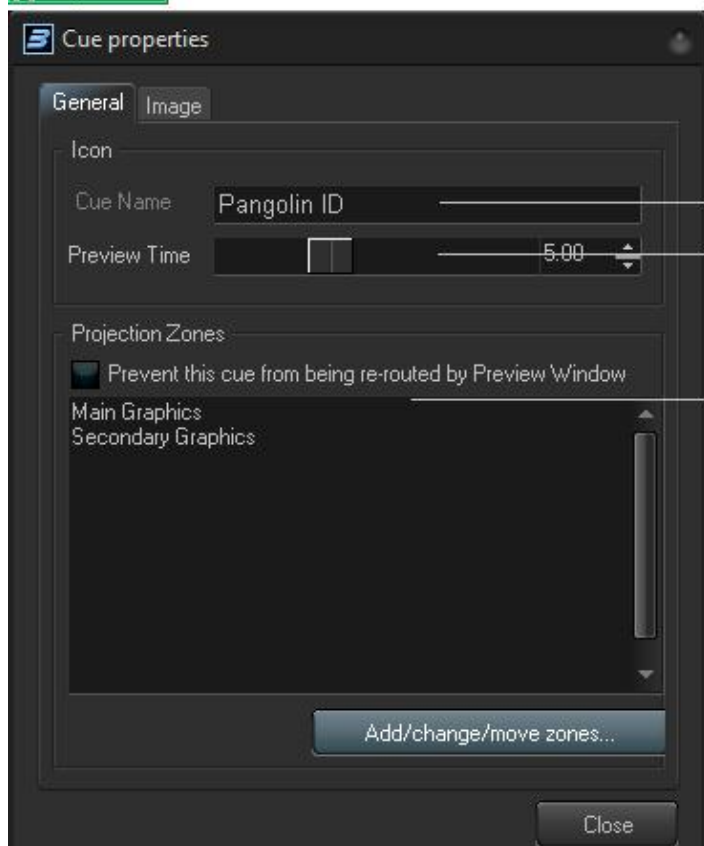 Cue properties
General Image
Icon
Cue Name Pangolin ID
Preview Time 5.00
Projection Zones
Prevent this cue from being re-routed by Preview Window
Main Graphics
Secondary Graphics
Add/change/move zones...
Close